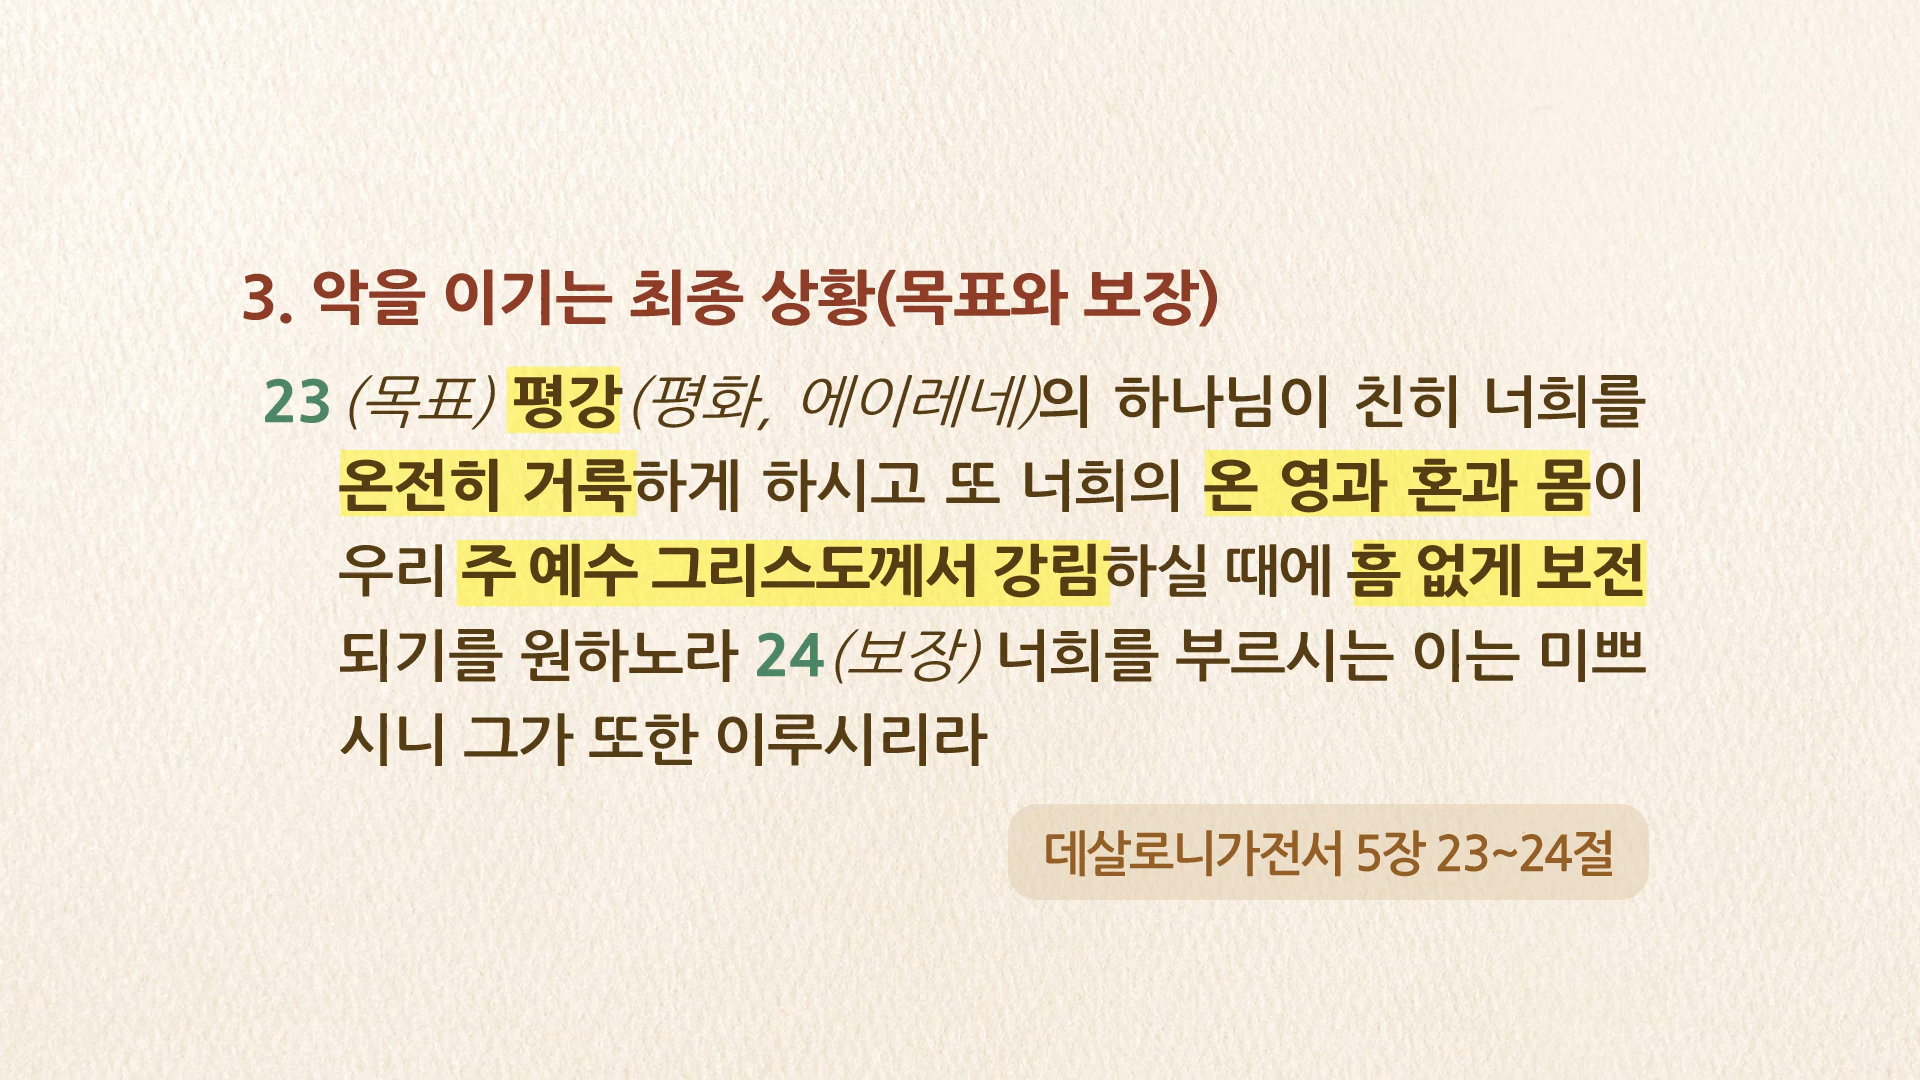 3. 악을 이기는 최종 상황(목표와 보장)
23 (목표) 평강(평화, 에이레네)의 하나님이 친히 너희를
온전히 거룩하게 하시고 또 너희의 온 영과 혼과 몸이
우리 주 예수 그리스도께서 강림하실 때에 흠 없게 보전
되기를 원하노라 24(보장) 너희를 부르시는 이는 미쁘
시니 그가 또한 이루시리라
데살로니가전서 5장 23~24절